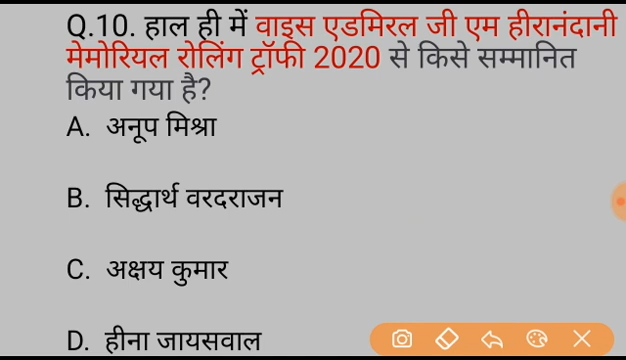 Q.10. हाल ही में वाइस एडमिरल जी एम हीरानंदानी
मेमोरियल रोलिंग ट्रॉफी 2020 से किसे सम्मानित
किया गया है?
A. अनूप मिश्रा
B. सिद्धार्थ वरदराजन
C. अक्षय कुमार
D. हीना जायसवाल